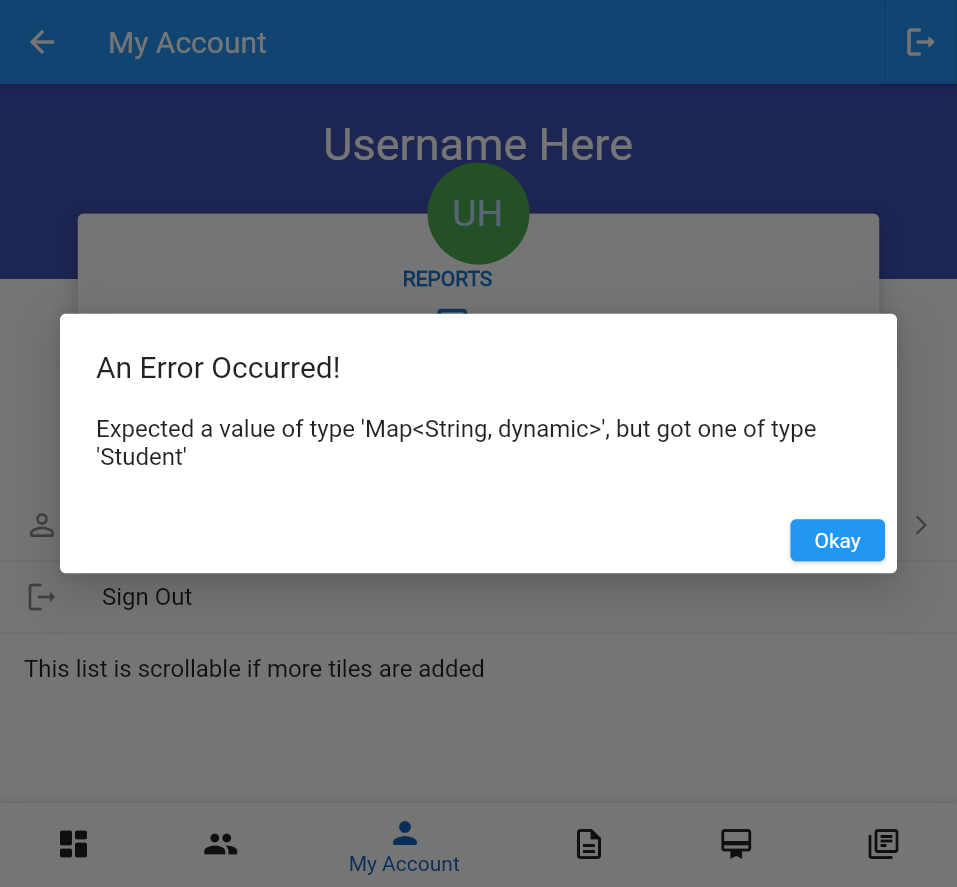 My Account
Username Here
UH
REPORTS
An Error Occurred!
Expected a value of type 'Map<String, dynamic>', but got one of type
'Student'
Okay
Sign Out
This list is scrollable if more tiles are added
My Account